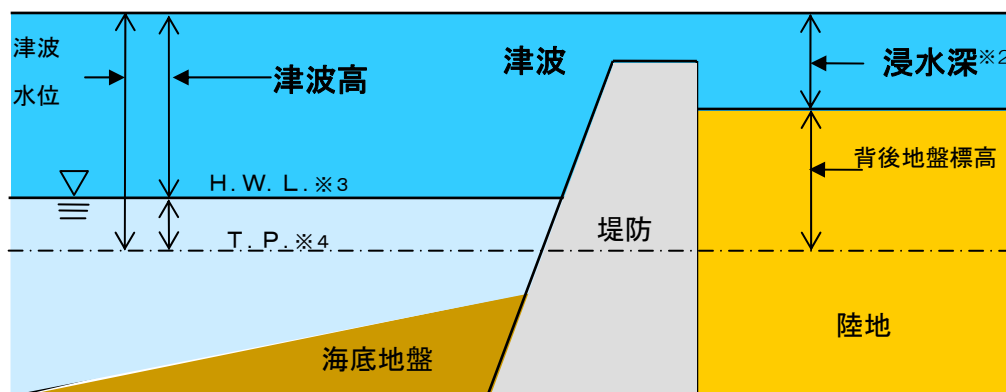 津波
水位
津波高
津波
浸水深※2
背後地盤標高
H.W.L.※3
T.P.※4
堤防
陸地
海底地盤